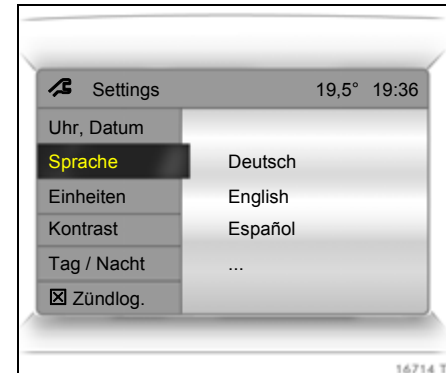 Settings 19,5° 19:36
Uhr, Datum
Sprache Deutsch
Einheiten English
Kontrast Español
Tag / Nacht ...
Zündlog.
16714 T